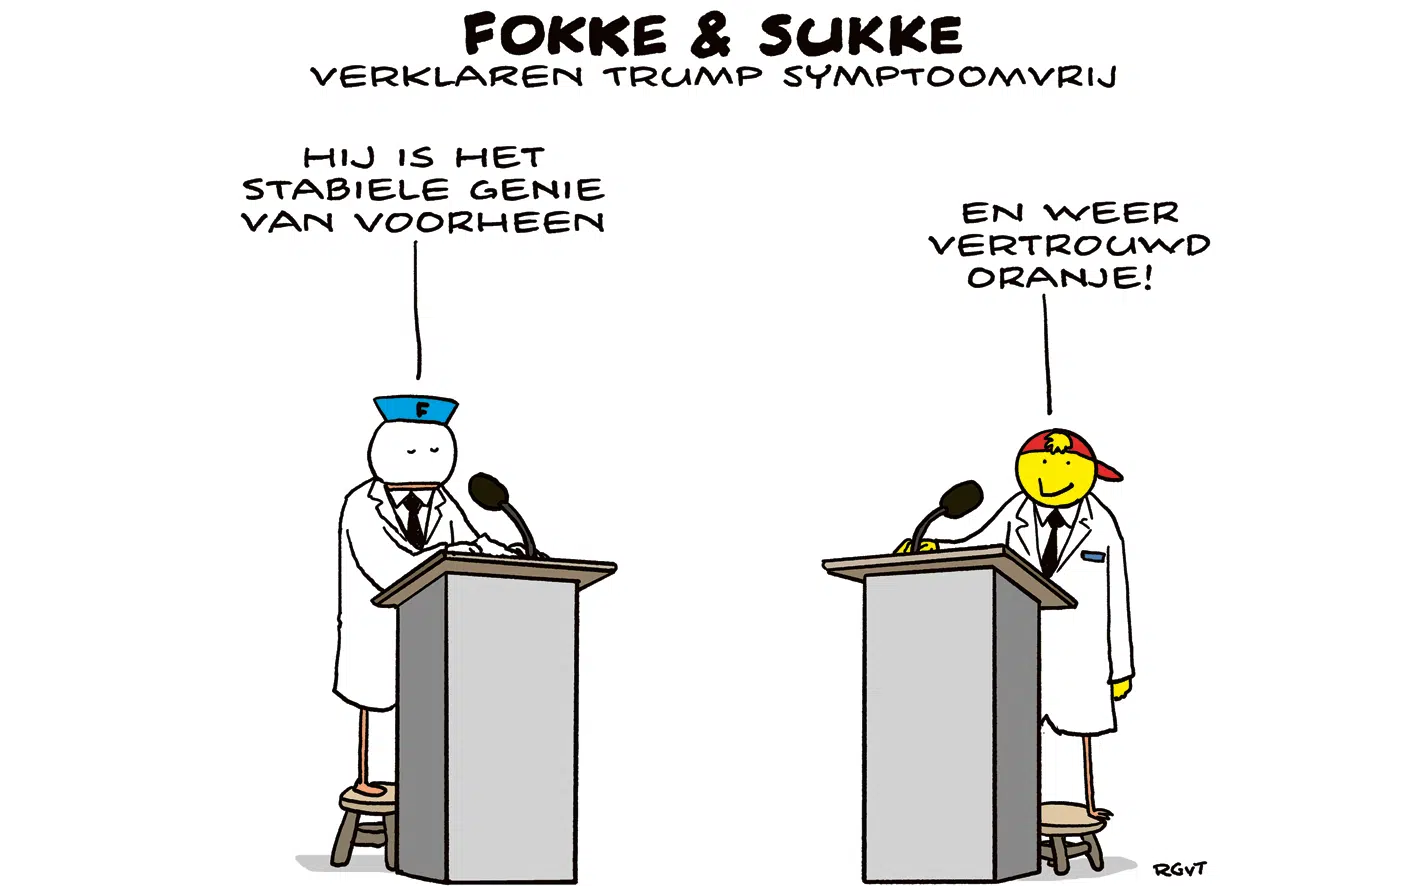 FOKKE & SUKKE
VERKLAREN TRUMP SYMPTOOMVRIJ
HIJ IS HET
STABIELE GENIE
VAN VOORHEEN
EN WEER
VERTROUWD
ORANJE!
F
RGvT